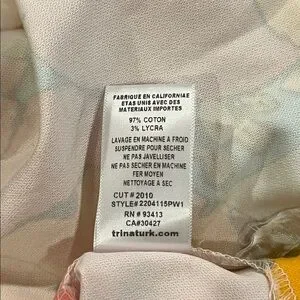 FABRIQUE EN CALIFORNIAE
ETAS UNIS AVEC DES
MATERIAUX IMPORTES
97% COTON
3% LYCRA
LAVAGE EN MACHINE A FROID
SUSPENDRE POUR SECHER
NE PAS JAVELLISER
NE PAS SECHER EN MACHINE
FER MOYEN
NETTOYAGE A SEC
CUT # 2010
STYLE# 2204115PW1
RN # 93413
CA#30427
trinaturk.com